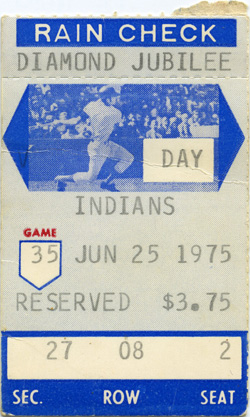 RAIN CHECK
DIAMOND JUBILEE
DAY
INDIANS
GAME
35 JUN 25 1975
RESERVED $3.75
27 08 2
SEC. ROW SEAT